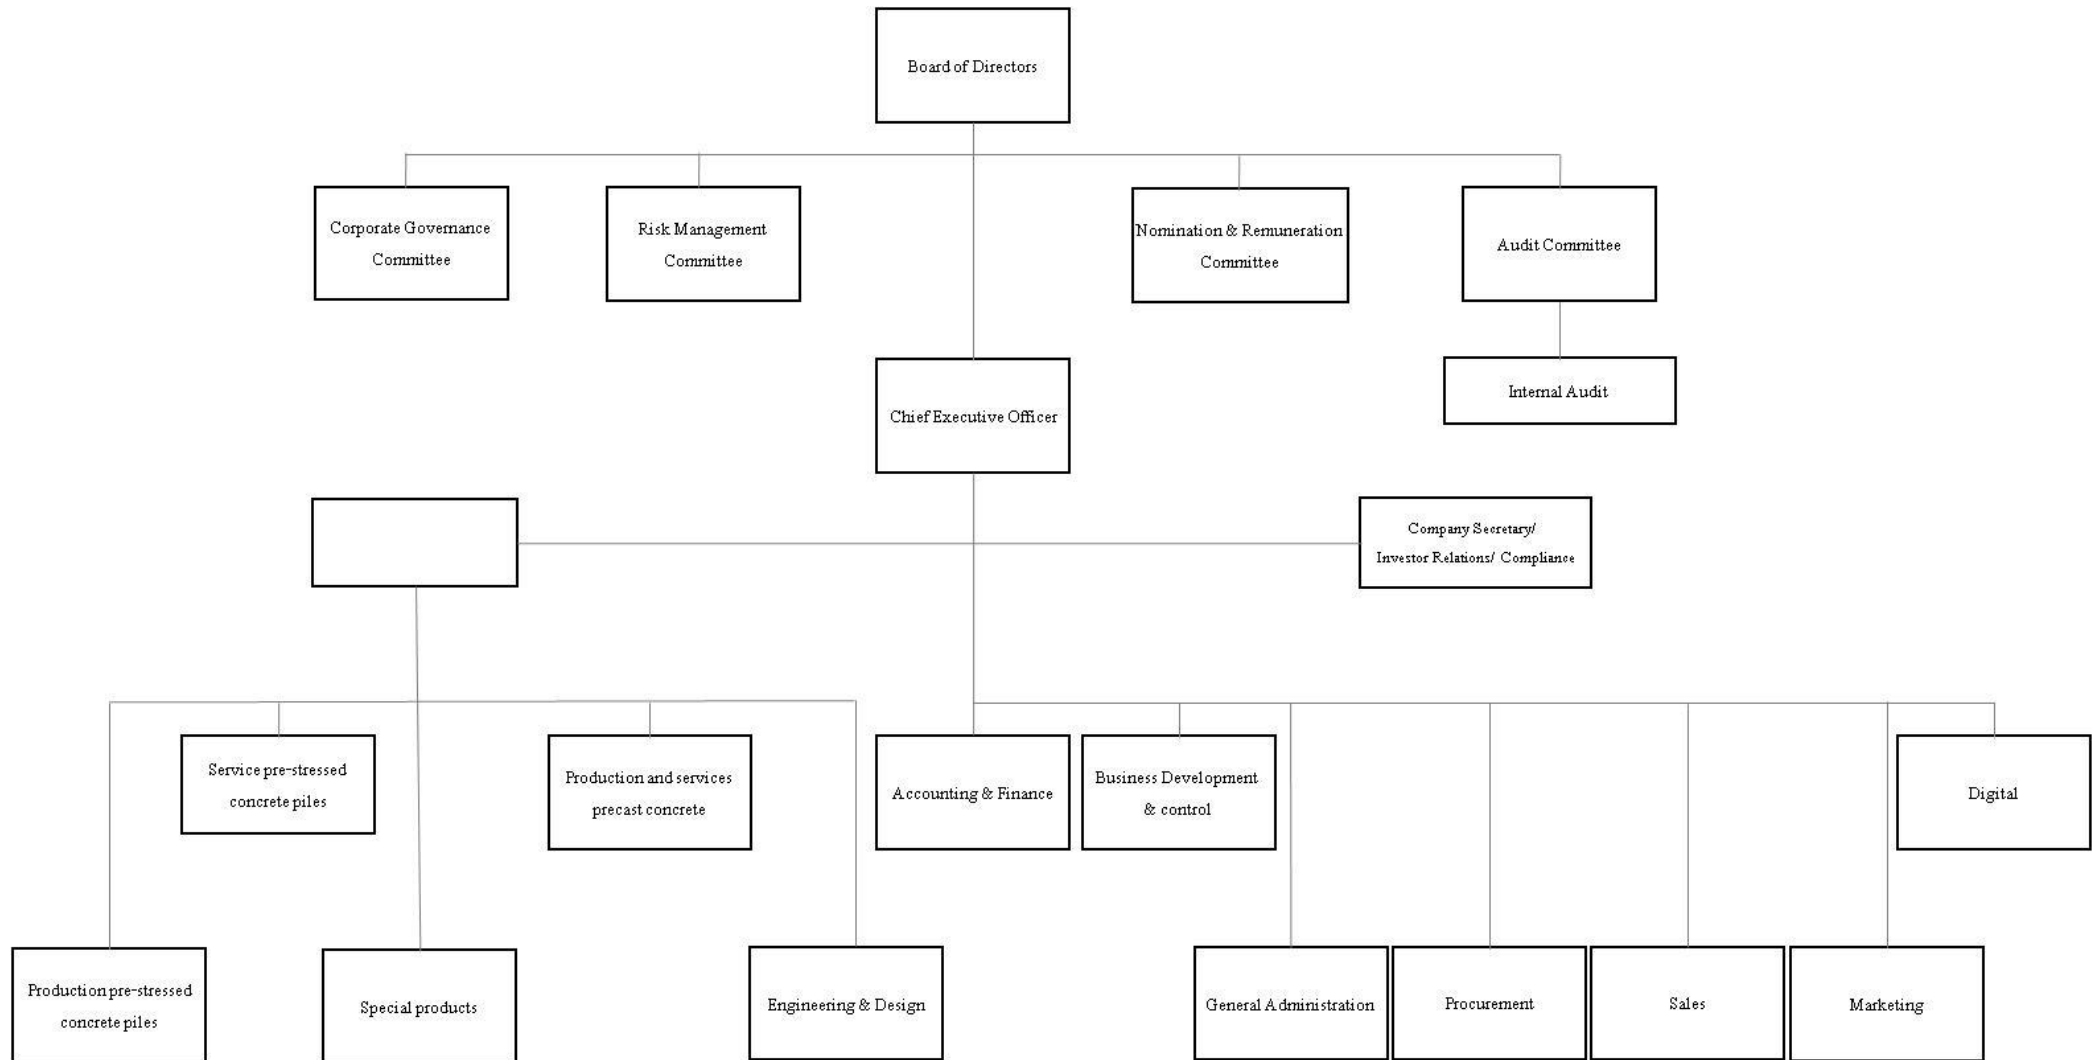 Board of Directors
Corporate Governance
Committee
Risk Management
Committee
Nomination & Remuneration
Committee
Audit Committee
Internal Audit
Chief Executive Officer
Company Secretary/
Investor Relations/ Compliance
Service pre-stressed
concrete piles
Production and services
precast concrete
Accounting & Finance
Business Development
& control
Digital
Production pre-stressed
concrete piles
Special products
Engineering & Design
General Administration
Procurement
Sales
Marketing